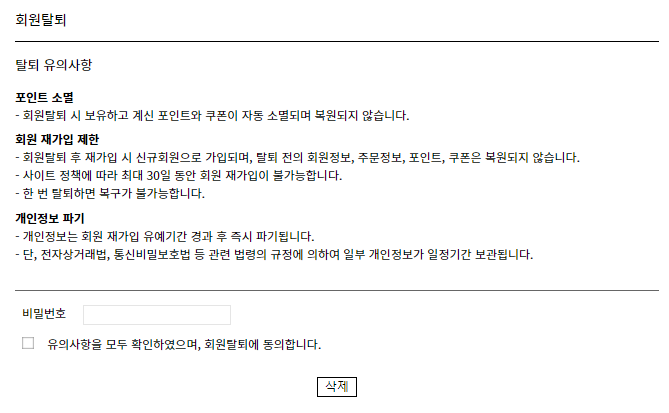 회원탈퇴
탈퇴 유의사항
포인트 소멸
- 회원탈퇴 시 보유하고 계신 포인트와 쿠폰이 자동 소멸되며 복원되지 않습니다.
회원 재가입 제한
- 회원탈퇴 후 재가입 시 신규회원으로 가입되며, 탈퇴 전의 회원정보, 주문정보, 포인트, 쿠폰은 복원되지 않습니다.
- 사이트 정책에 따라 최대 30일 동안 회원 재가입이 불가능합니다.
- 한 번 탈퇴하면 복구가 불가능합니다.
개인정보 파기
- 개인정보는 회원 재가입 유예기간 경과 후 즉시 파기됩니다.
- 단, 전자상거래법, 통신비밀보호법 등 관련 법령의 규정에 의하여 일부 개인정보가 일정기간 보관됩니다.
비밀번호
유의사항을 모두 확인하였으며, 회원탈퇴에 동의합니다.
삭제